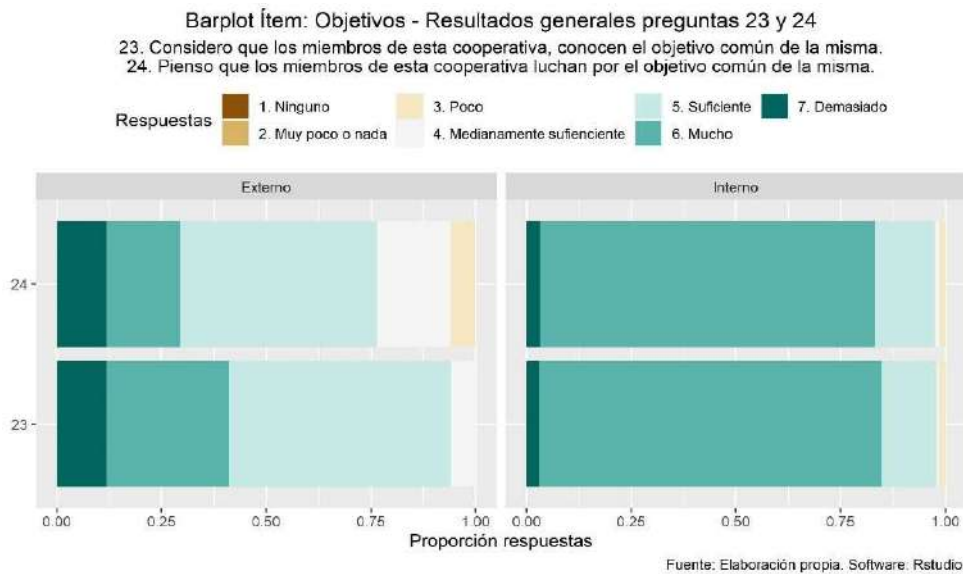 Barplot Ítem: Objetivos - Resultados generales preguntas 23 y 24
23. Considero que los miembros de esta cooperativa, conocen el objetivo común de la misma.
24. Pienso que los miembros de esta cooperativa luchan por el objetivo común de la misma.
Respuestas
1. Ninguno
2. Muy poco o nada
3. Poco
4. Medianamente sufienciente
5. Suficiente
6. Mucho
7. Demasiado
Externo
Interno
24
23
0.00 0.25 0.50 0.75 1.00
0.00 0.25 0.50 0.75 1.00
Proporción respuestas
Fuente: Elaboración propia. Software: Rstudio